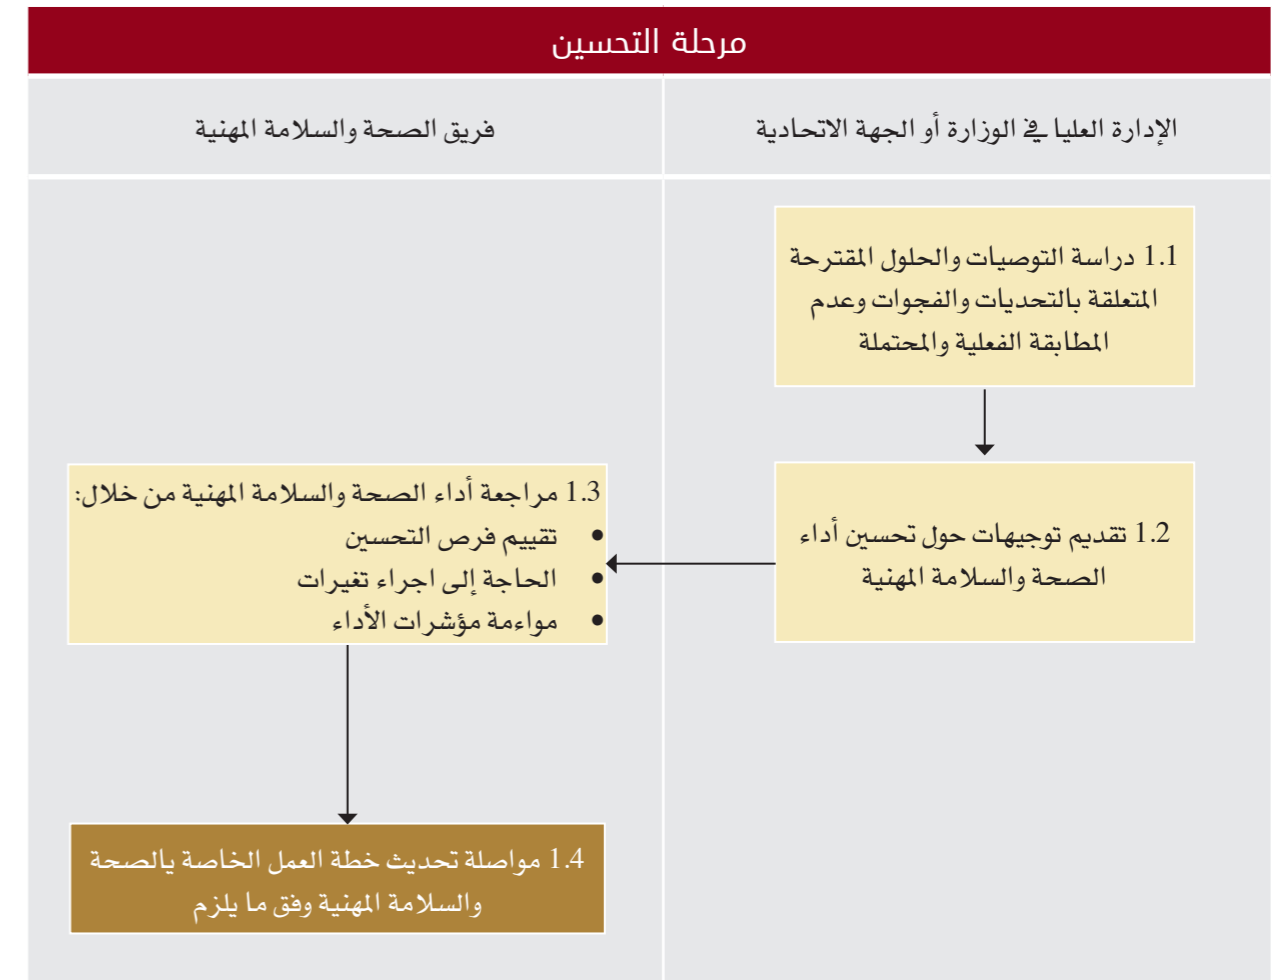 مرحلة التحسين
الإدارة العليا في الوزارة أو الجهة الاتحادية
فريق الصحة والسلامة المهنية
1.1 دراسة التوصيات والحلول المقترحة
المتعلقة بالتحديات والفجوات وعدم
المطابقة الفعلية والمحتملة
1.2 تقديم توجيهات حول تحسين أداء
الصحة والسلامة المهنية
1.3 مراجعة أداء الصحة والسلامة المهنية من خلال:
• تقييم فرص التحسين
• الحاجة إلى اجراء تغيرات
• مواءمة مؤشرات الأداء
1.4 مواصلة تحديث خطة العمل الخاصة يالصحة
والسلامة المهنية وفق ما يلزم